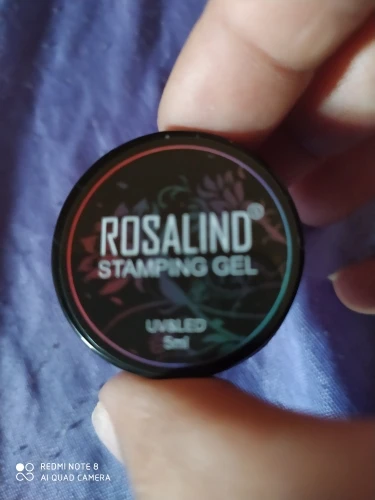 ROSALIND®
STAMPING GEL
UV&LED
5ml
REDMI NOTE 8
AI QUAD CAMERA